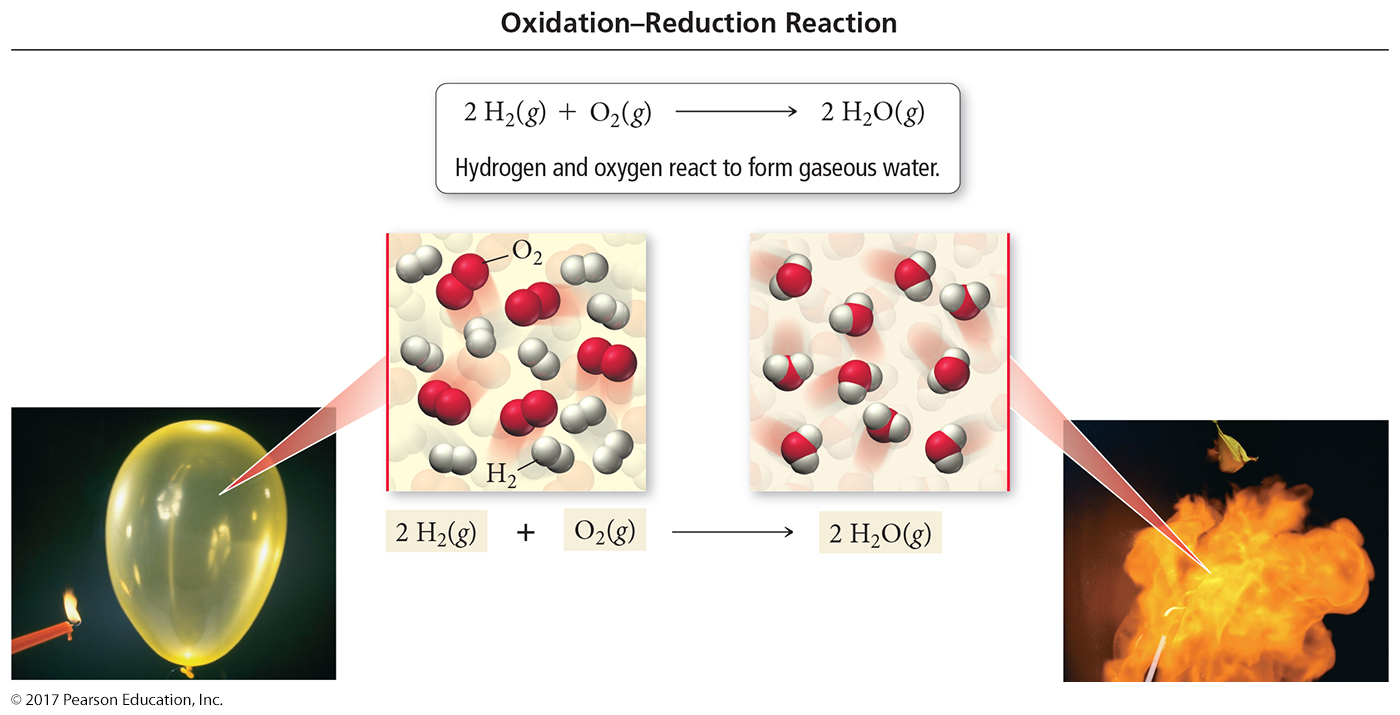 Oxidation–Reduction Reaction
2 H₂(g) + O₂(g) ⟶ 2 H₂O(g)
Hydrogen and oxygen react to form gaseous water.
O₂
H₂
2 H₂(g) + O₂(g) ⟶ 2 H₂O(g)
© 2017 Pearson Education, Inc.